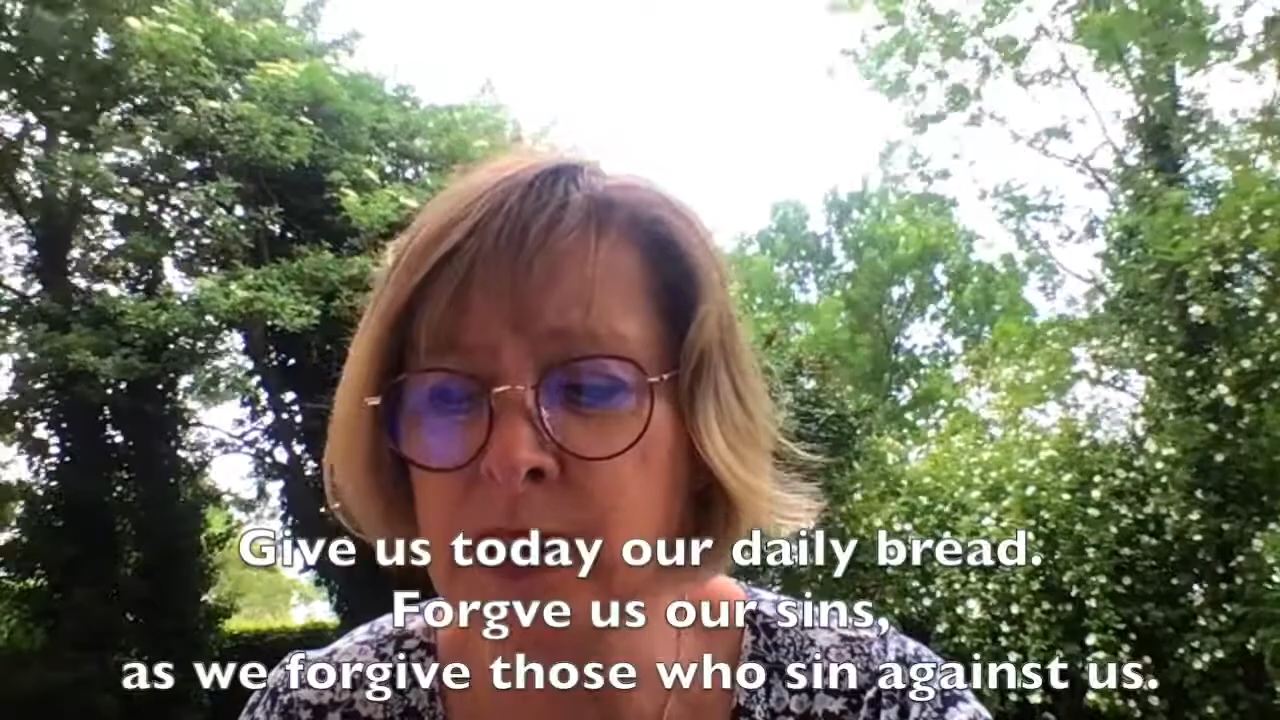 Give us today our daily bread.
Forgve us our sins,
as we forgive those who sin against us.